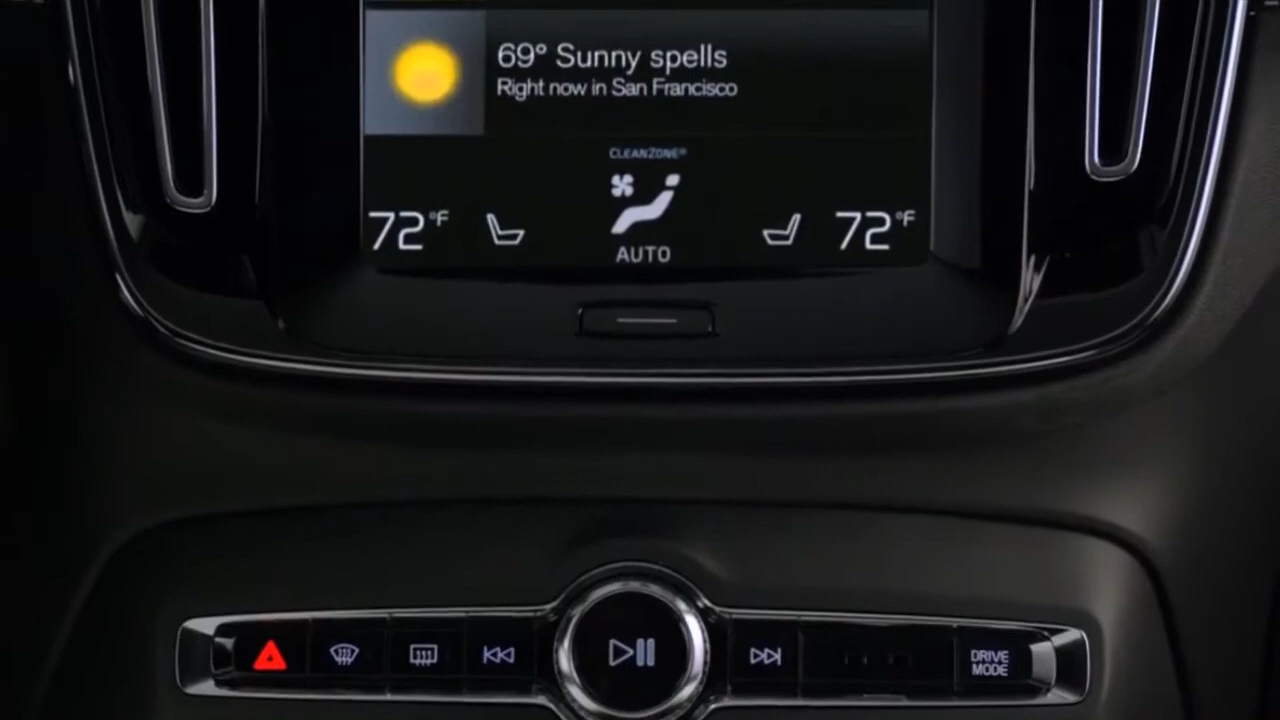 69° Sunny spells
Right now in San Francisco
CLEANZONE®
72°F
72°F
AUTO
DRIVE
MODE